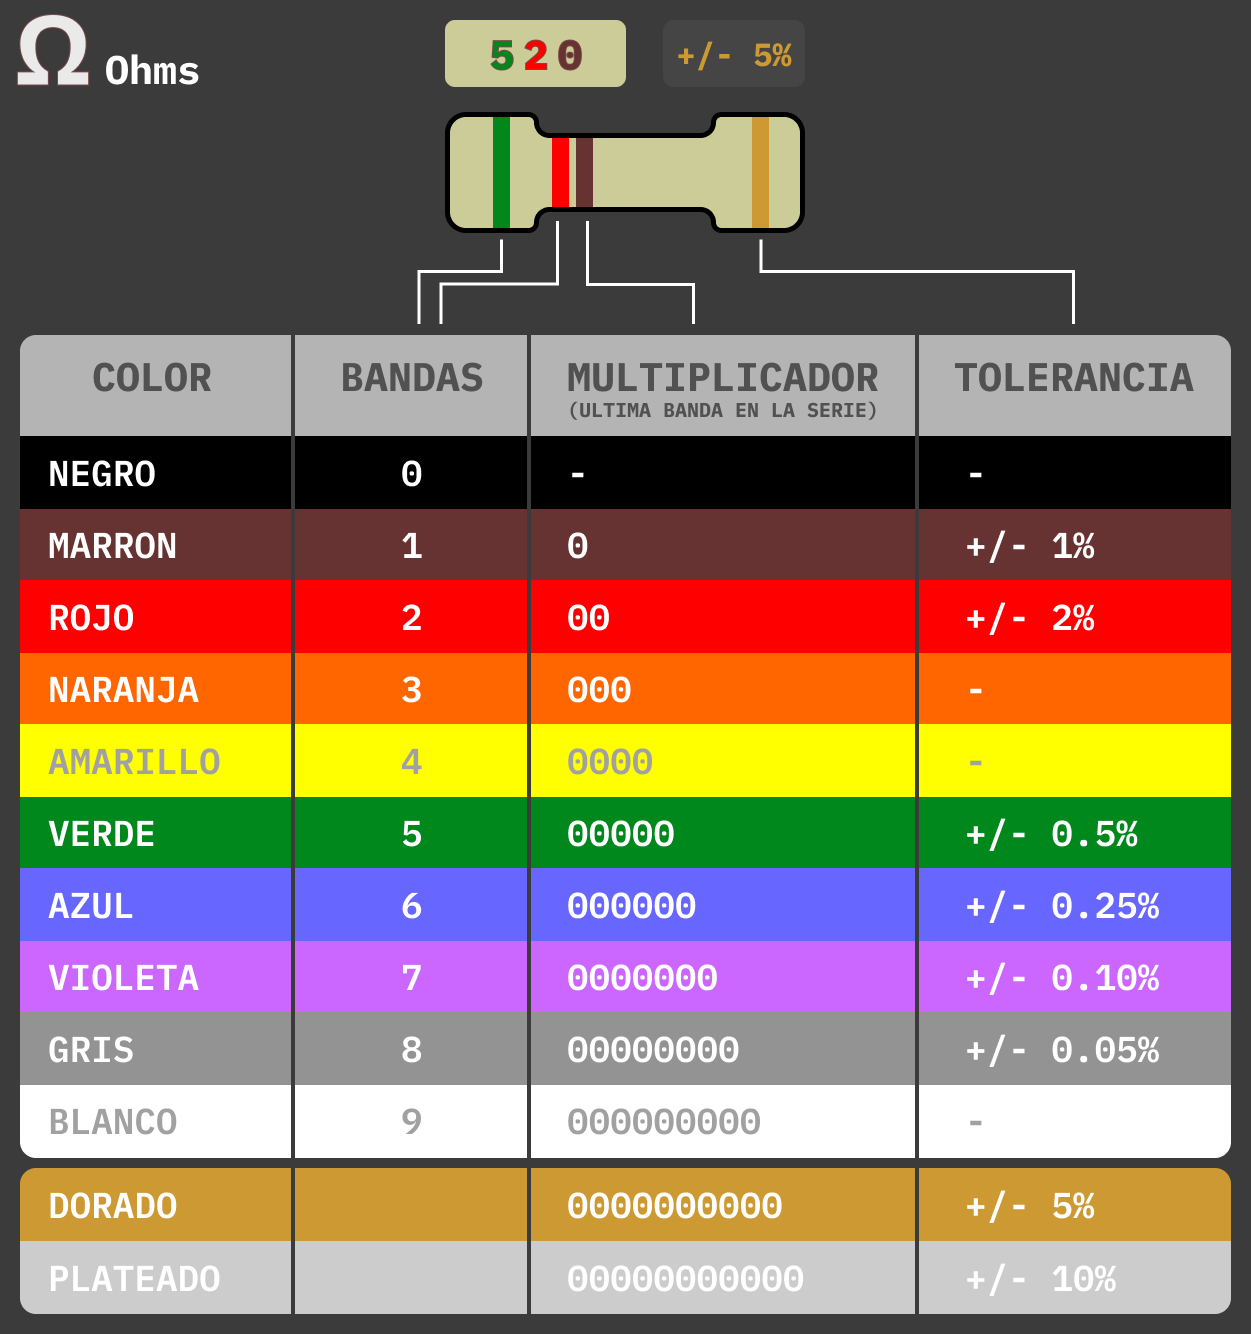 Ω Ohms
520 +/- 5%
COLOR BANDAS MULTIPLICADOR TOLERANCIA
(ULTIMA BANDA EN LA SERIE)
NEGRO 0 - -
MARRON 1 0 +/- 1%
ROJO 2 00 +/- 2%
NARANJA 3 000 -
AMARILLO 4 0000 -
VERDE 5 00000 +/- 0.5%
AZUL 6 000000 +/- 0.25%
VIOLETA 7 0000000 +/- 0.10%
GRIS 8 00000000 +/- 0.05%
BLANCO 9 000000000 -
DORADO 0000000000 +/- 5%
PLATEADO 00000000000 +/- 10%